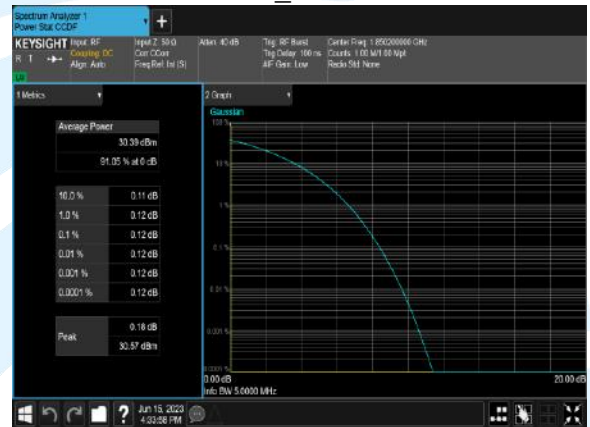 Spectrum Analyzer 1
Power Stat CCDF
+
KEYSIGHT Input: RF Input Z: 50 Ω Atten: 40 dB Trig: RF Burst Center Freq: 1.850200000 GHz
R T Coupling: DC Corr CCorr Trig Delay: 100 ns Counts: 1.00 M/1.00 Mpt
Align: Auto Freq Ref: Int (S) #IF Gain: Low Radio Std: None
1 Metrics
2 Graph
Average Power
30.39 dBm
91.05 % at 0 dB
10.0 % 0.11 dB
1.0 % 0.12 dB
0.1 % 0.12 dB
0.01 % 0.12 dB
0.001 % 0.12 dB
0.0001 % 0.12 dB
Peak
0.18 dB
30.57 dBm
Gaussian
100 %
10 %
1 %
0.1 %
0.01 %
0.001 %
0.0001 %
0.00 dB 20.00 dB
Info BW 5.0000 MHz
?
Jun 15, 2023
4:33:58 PM